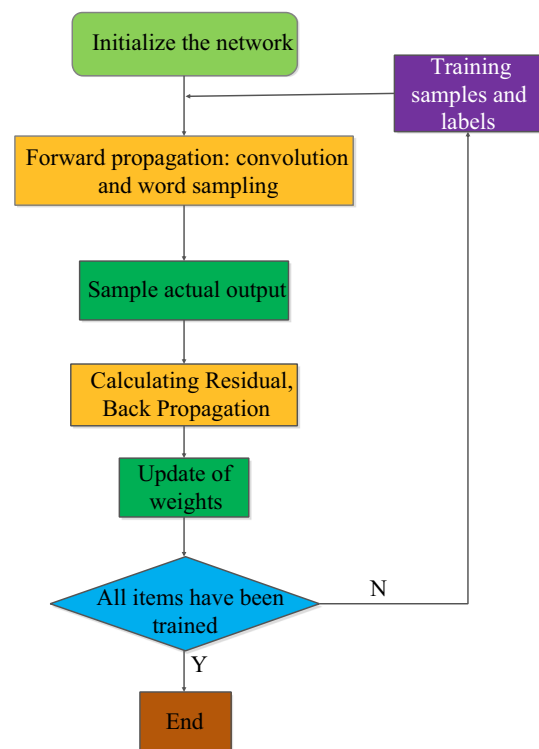 Initialize the network
Training
samples and
labels
Forward propagation: convolution
and word sampling
Sample actual output
Calculating Residual,
Back Propagation
Update of
weights
All items have been
trained
N
Y
End